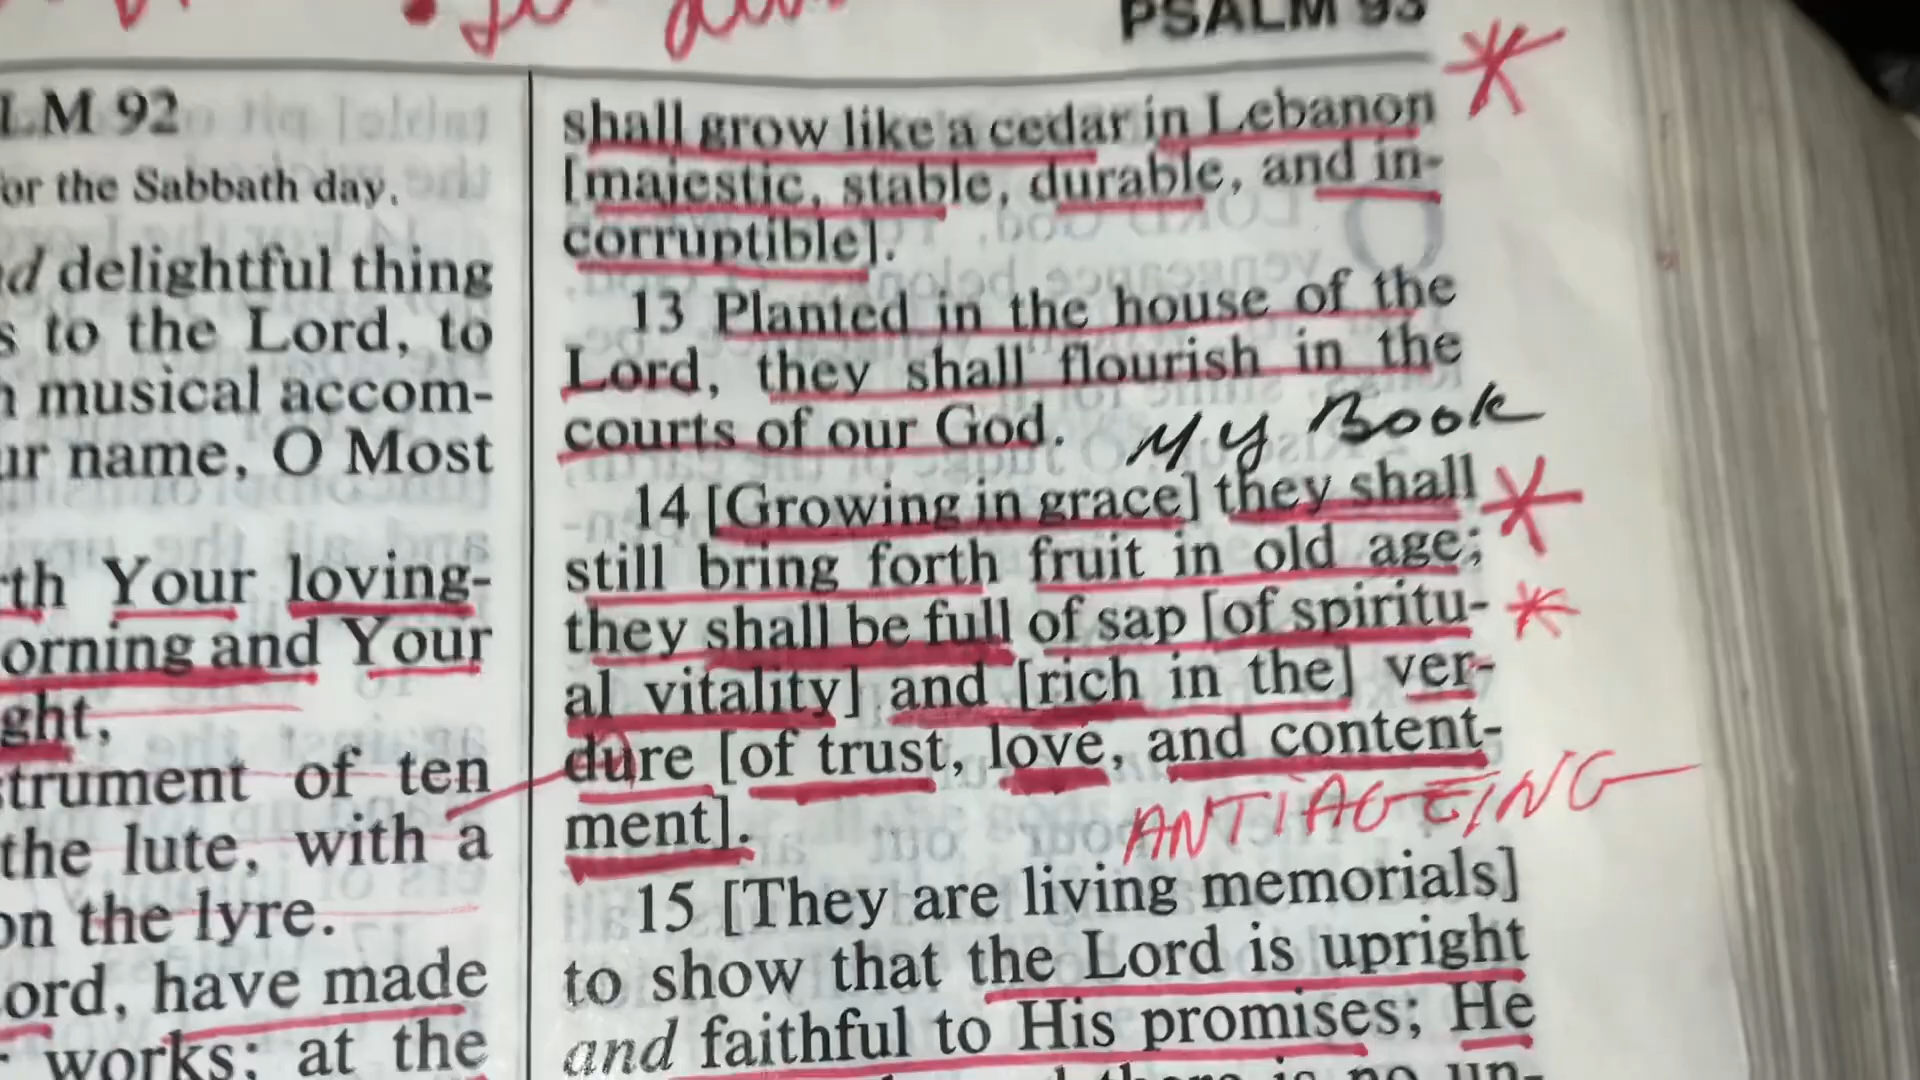 PSALM 93
LM 92
or the Sabbath day.
d delightful thing
s to the Lord, to
musical accom-
ur name, O Most
th Your loving-
orning and Your
ght,
strument of ten
the lute, with a
on the lyre.
ord, have made
works; at the
shall grow like a cedar in Lebanon
[majestic, stable, durable, and in-
corruptible].
13 Planted in the house of the
Lord, they shall flourish in the
courts of our God.
My Book
14 [Growing in grace] they shall
still bring forth fruit in old age;
they shall be full of sap [of spiritu-
al vitality] and [rich in the] ver-
dure [of trust, love, and content-
ment].
ANTIAGEING
15 [They are living memorials]
to show that the Lord is upright
and faithful to His promises; He
there is no un-